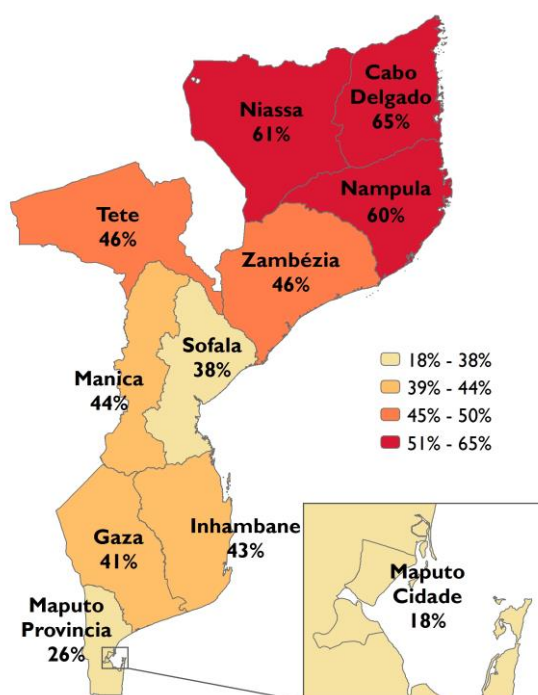 Cabo
Delgado
65%
Niassa
61%
Nampula
60%
Tete
46%
Zambézia
46%
Sofala
38%
Manica
44%
18% - 38%
39% - 44%
45% - 50%
51% - 65%
Inhambane
43%
Gaza
41%
Maputo
Provincia
26%
Maputo
Cidade
18%